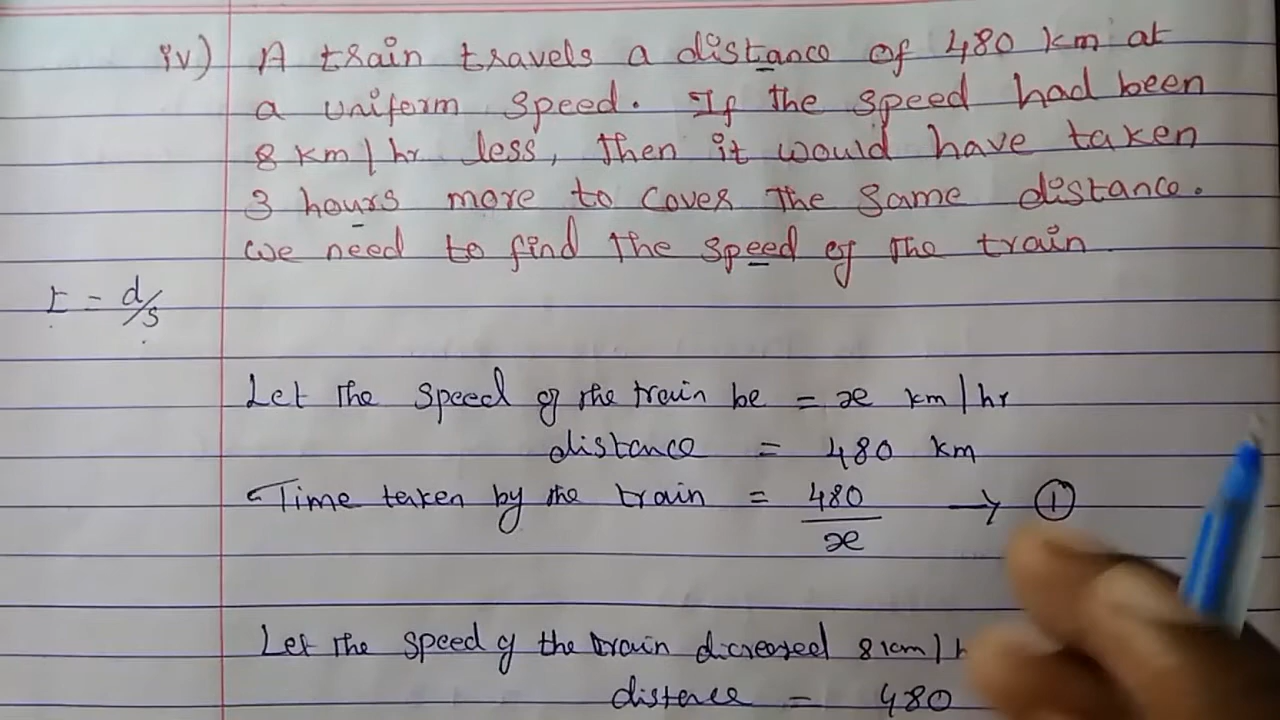 iv) A train travels a distance of 480 km at
a uniform speed. If the speed had been
8 km/hr less, then it would have taken
3 hours more to cover the same distance.
We need to find the speed of the train
t = d/s
Let the speed of the train be = x km/hr
distance = 480 km
Time taken by the train = 480/x → ①
Let the speed of the train dicreased 8 km/h
distence = 480